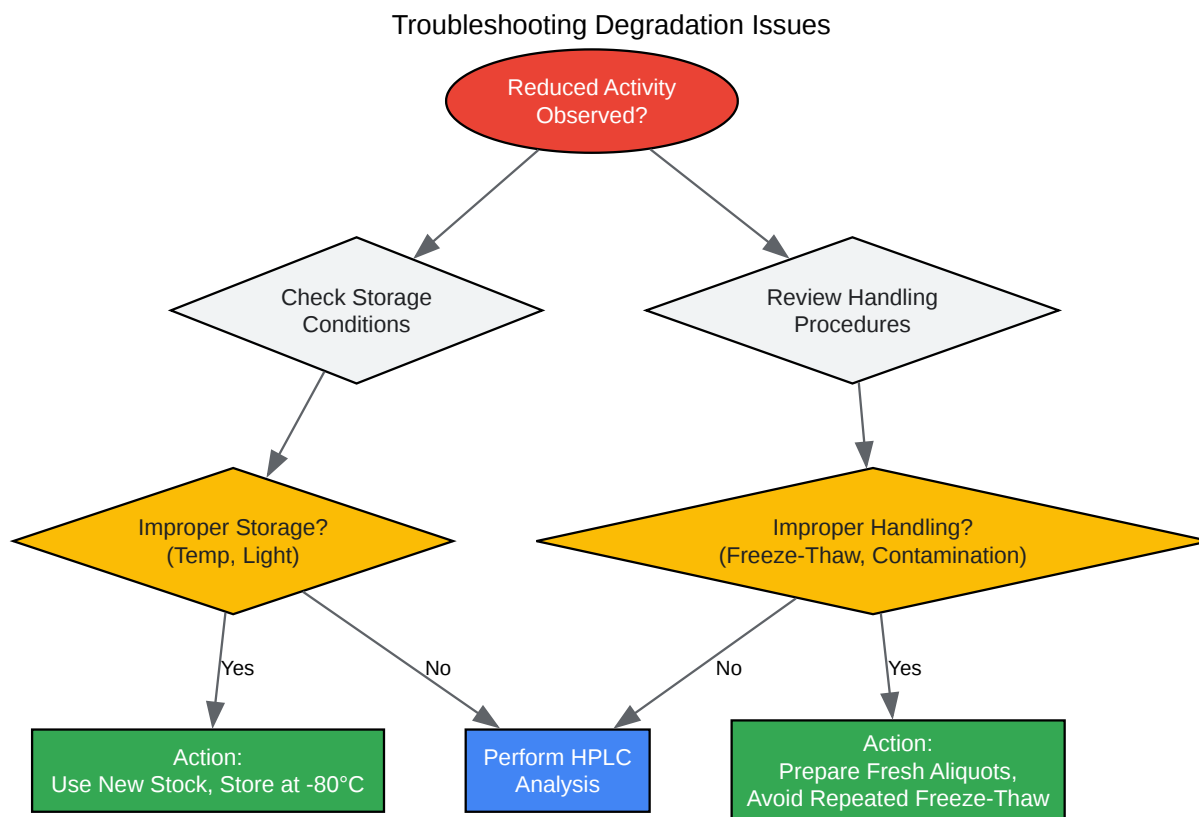 Troubleshooting Degradation Issues
Reduced Activity
Observed?
Check Storage
Conditions
Review Handling
Procedures
Improper Storage?
(Temp, Light)
Improper Handling?
(Freeze-Thaw, Contamination)
Yes
No
No
Yes
Action:
Use New Stock, Store at -80°C
Perform HPLC
Analysis
Action:
Prepare Fresh Aliquots,
Avoid Repeated Freeze-Thaw